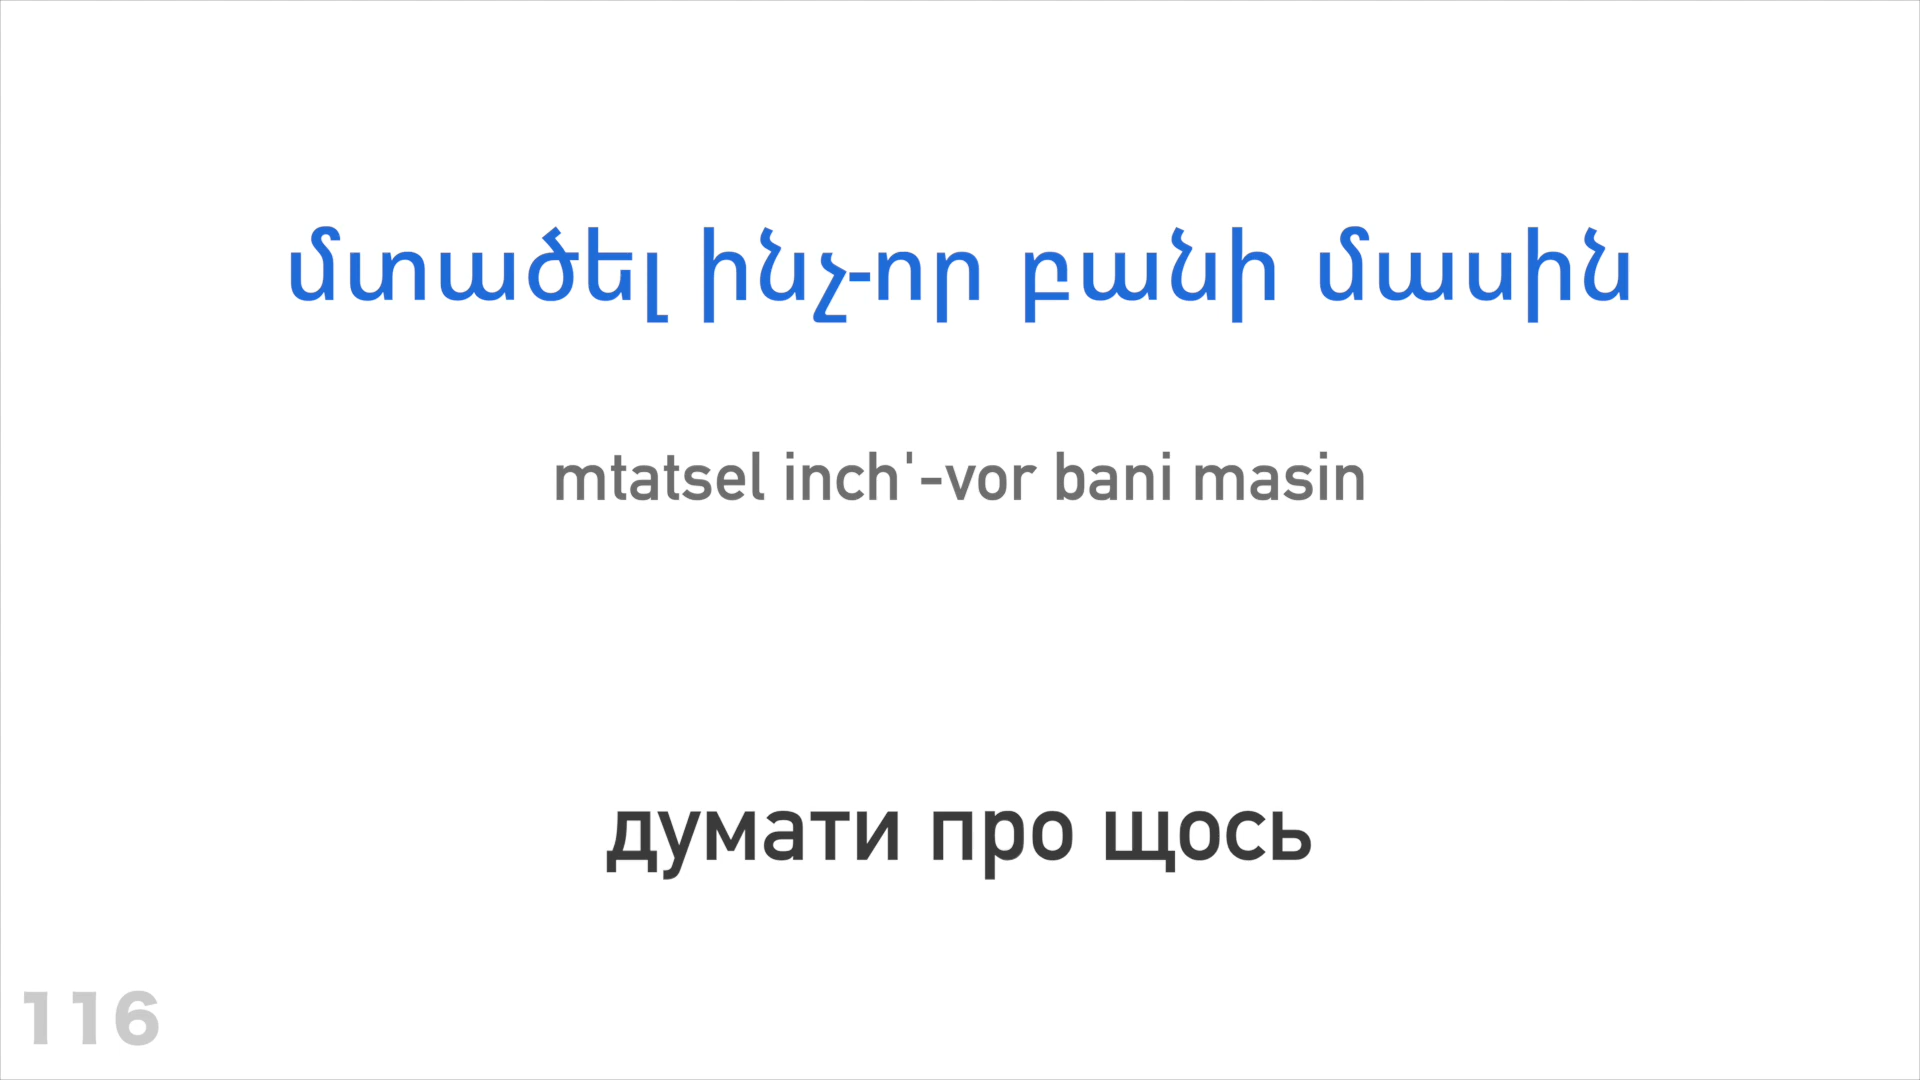 մտածել ինչ-որ բանի մասին
mtatsel inch'-vor bani masin
думати про щось
116